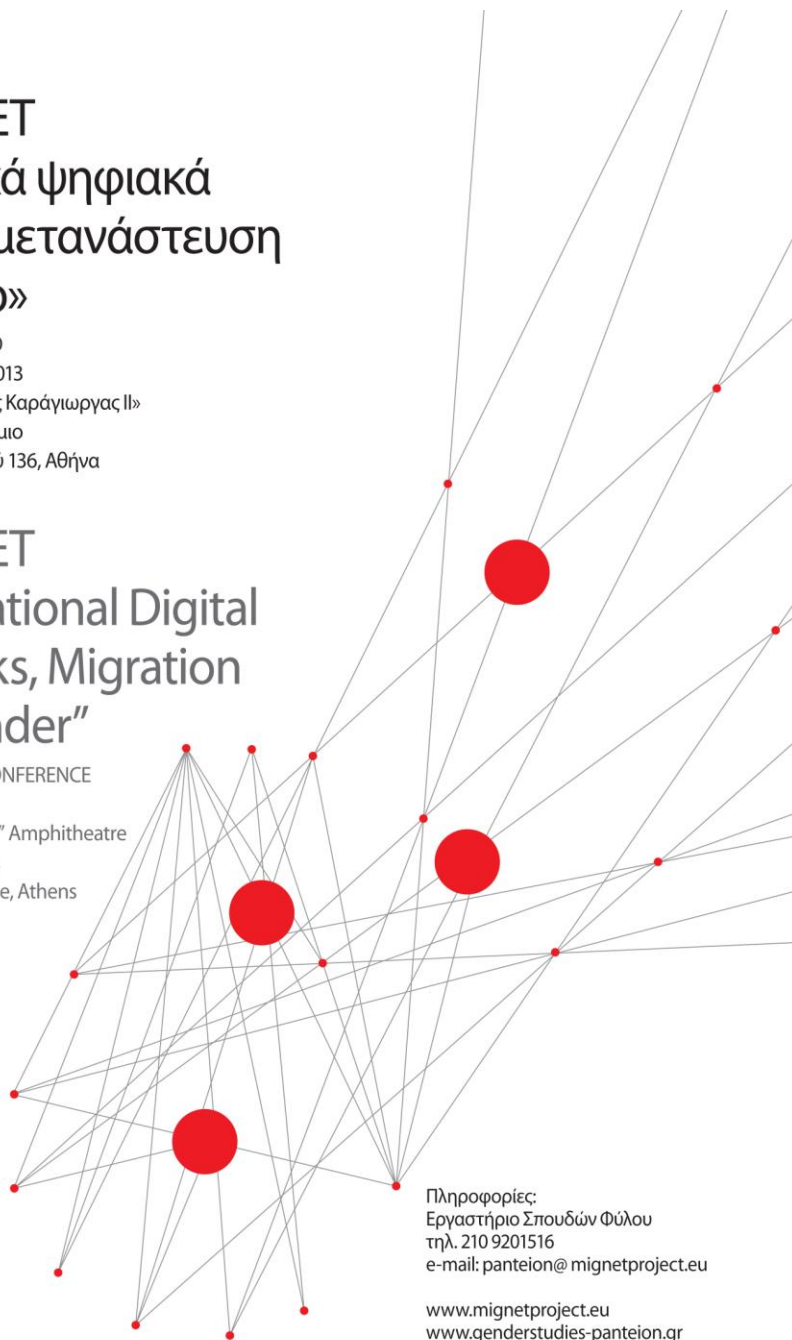 ET
ά ψηφιακά
μετανάστευση
ο»
013
Καράγιωργας ΙΙ»
μιο
136, Αθήνα
ET
ational Digital
ks, Migration
nder”
ONFERENCE
” Amphitheatre
e, Athens
Πληροφορίες:
Εργαστήριο Σπουδών Φύλου
τηλ. 210 9201516
e-mail: panteion@ mignetproject.eu
www.mignetproject.eu
www.genderstudies-panteion.gr